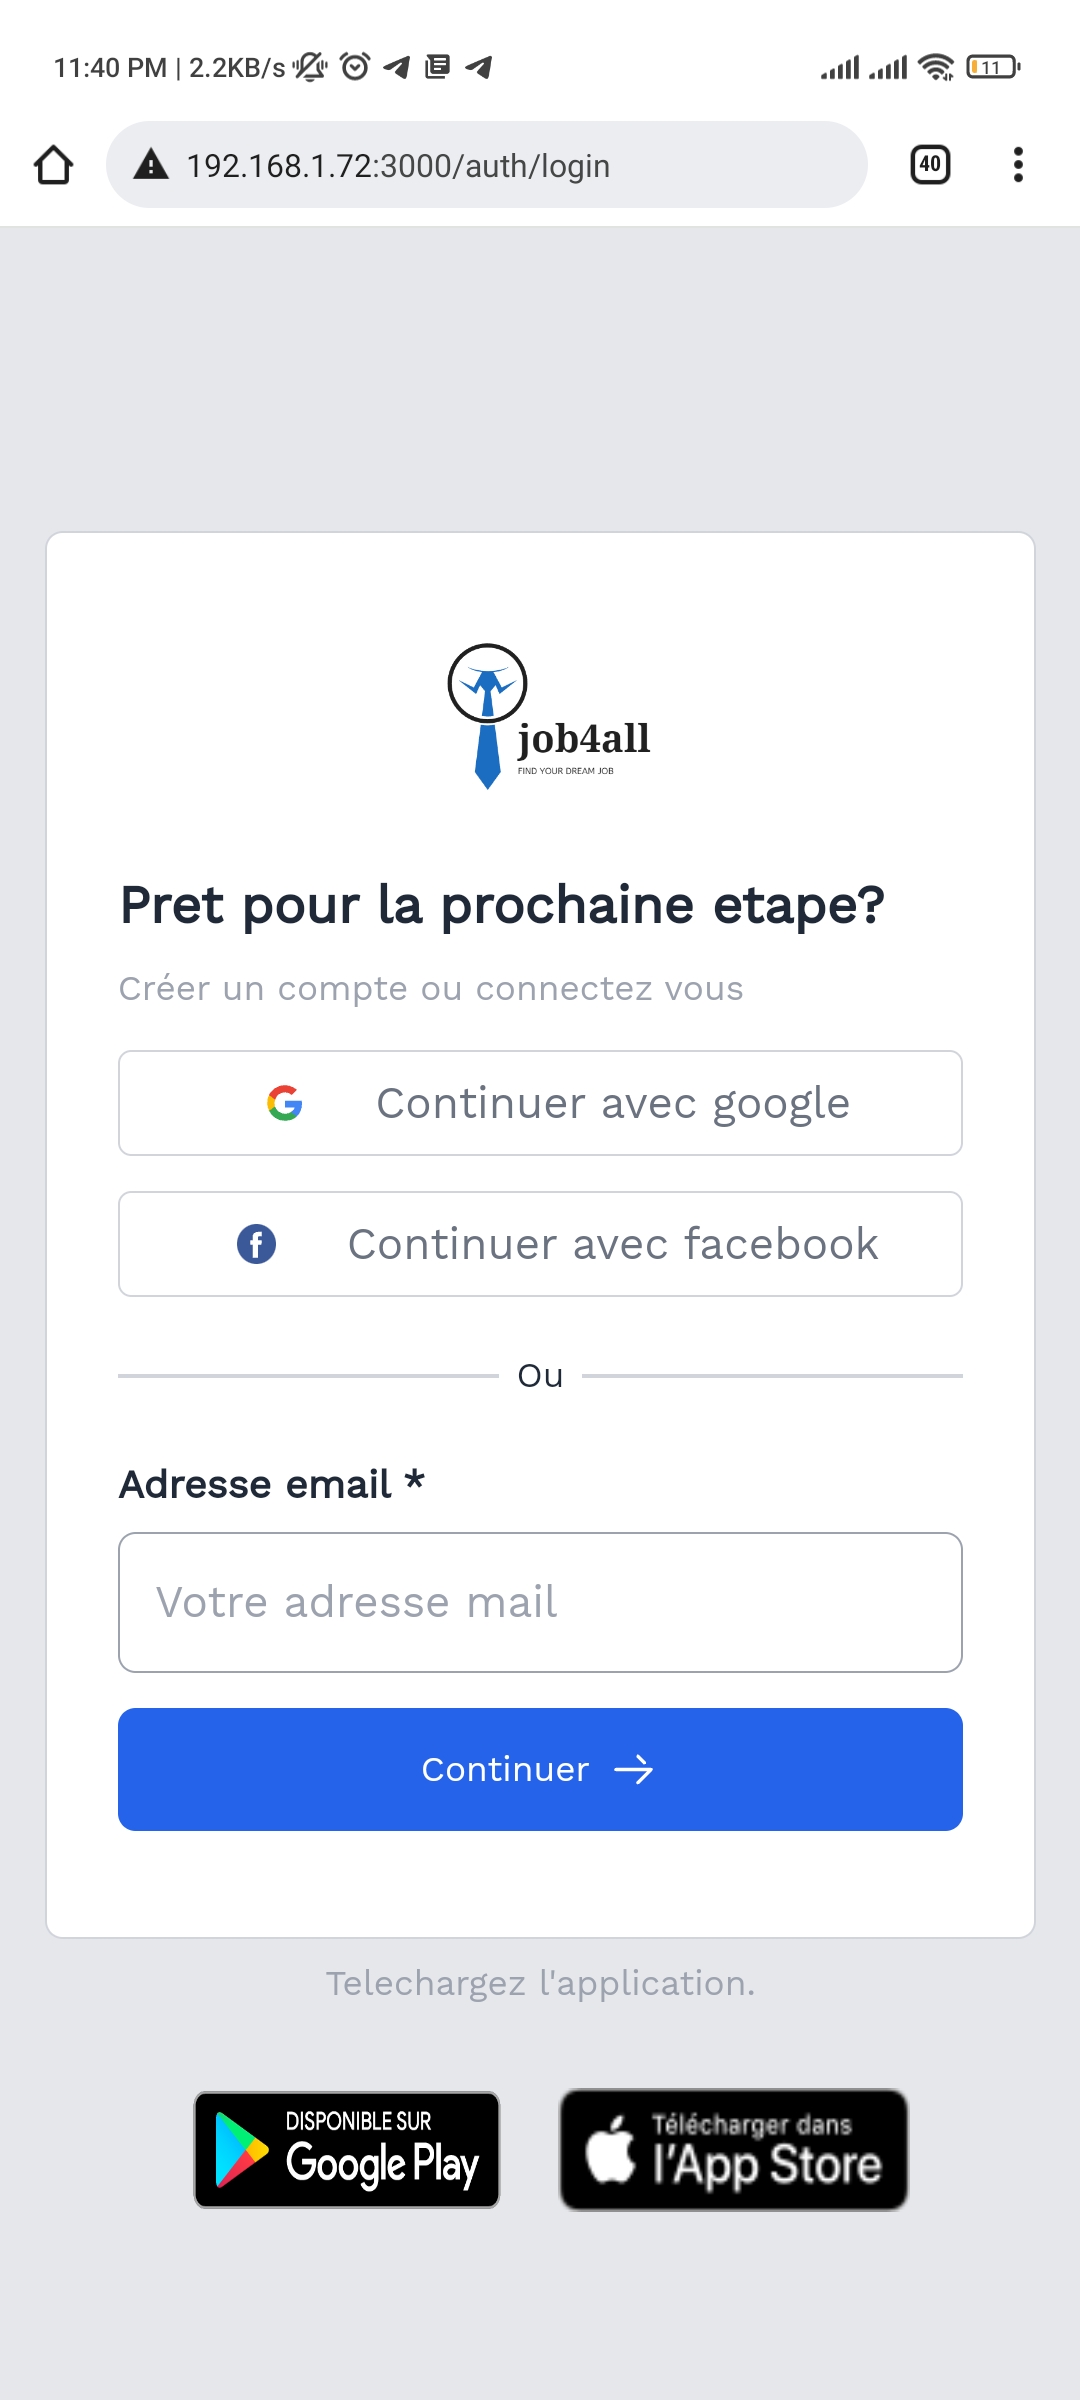 11:40 PM | 2.2KB/s
11
192.168.1.72:3000/auth/login
40
job4all
FIND YOUR DREAM JOB
Pret pour la prochaine etape?
Créer un compte ou connectez vous
Continuer avec google
Continuer avec facebook
Ou
Adresse email *
Votre adresse mail
Continuer
Telechargez l'application.
DISPONIBLE SUR
Google Play
Télécharger dans
l'App Store